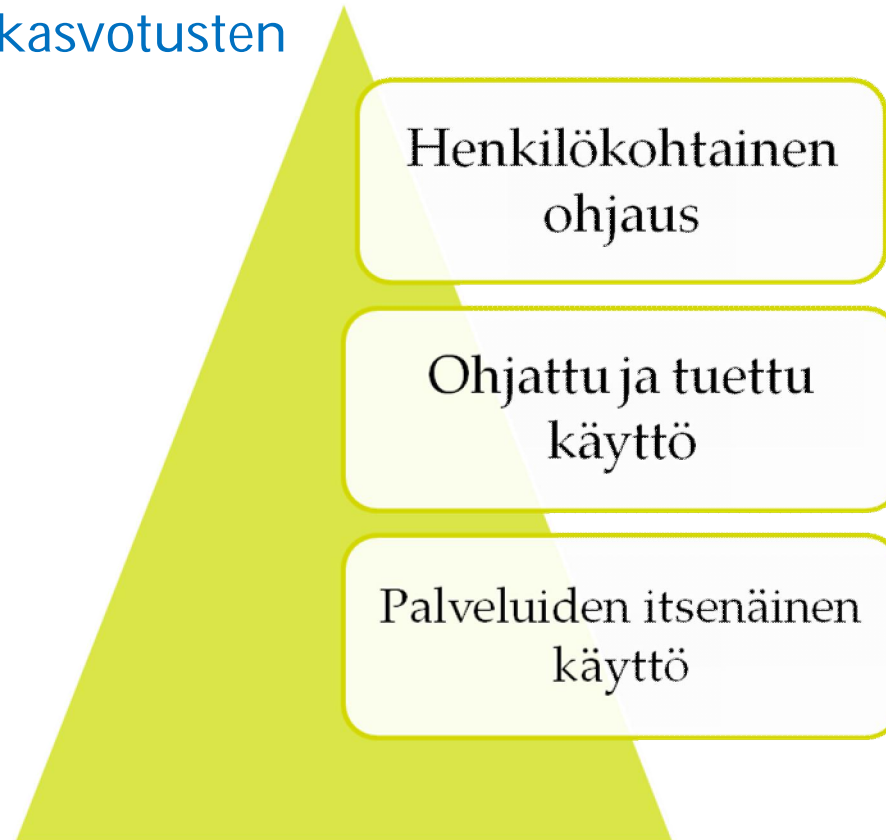 kasvotusten
Henkilökohtainen
ohjaus
Ohjattu ja tuettu
käyttö
Palveluiden itsenäinen
käyttö